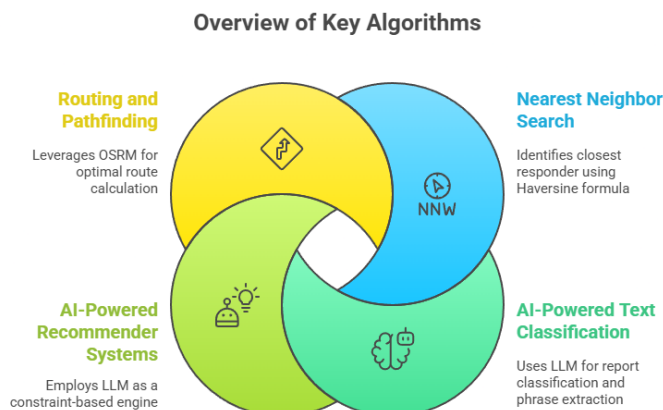 Overview of Key Algorithms
Routing and
Pathfinding
Leverages OSRM for
optimal route
calculation
Nearest Neighbor
Search
Identifies closest
responder using
Haversine formula
NNW
AI-Powered
Recommender
Systems
Employs LLM as a
constraint-based engine
AI-Powered Text
Classification
Uses LLM for report
classification and
phrase extraction